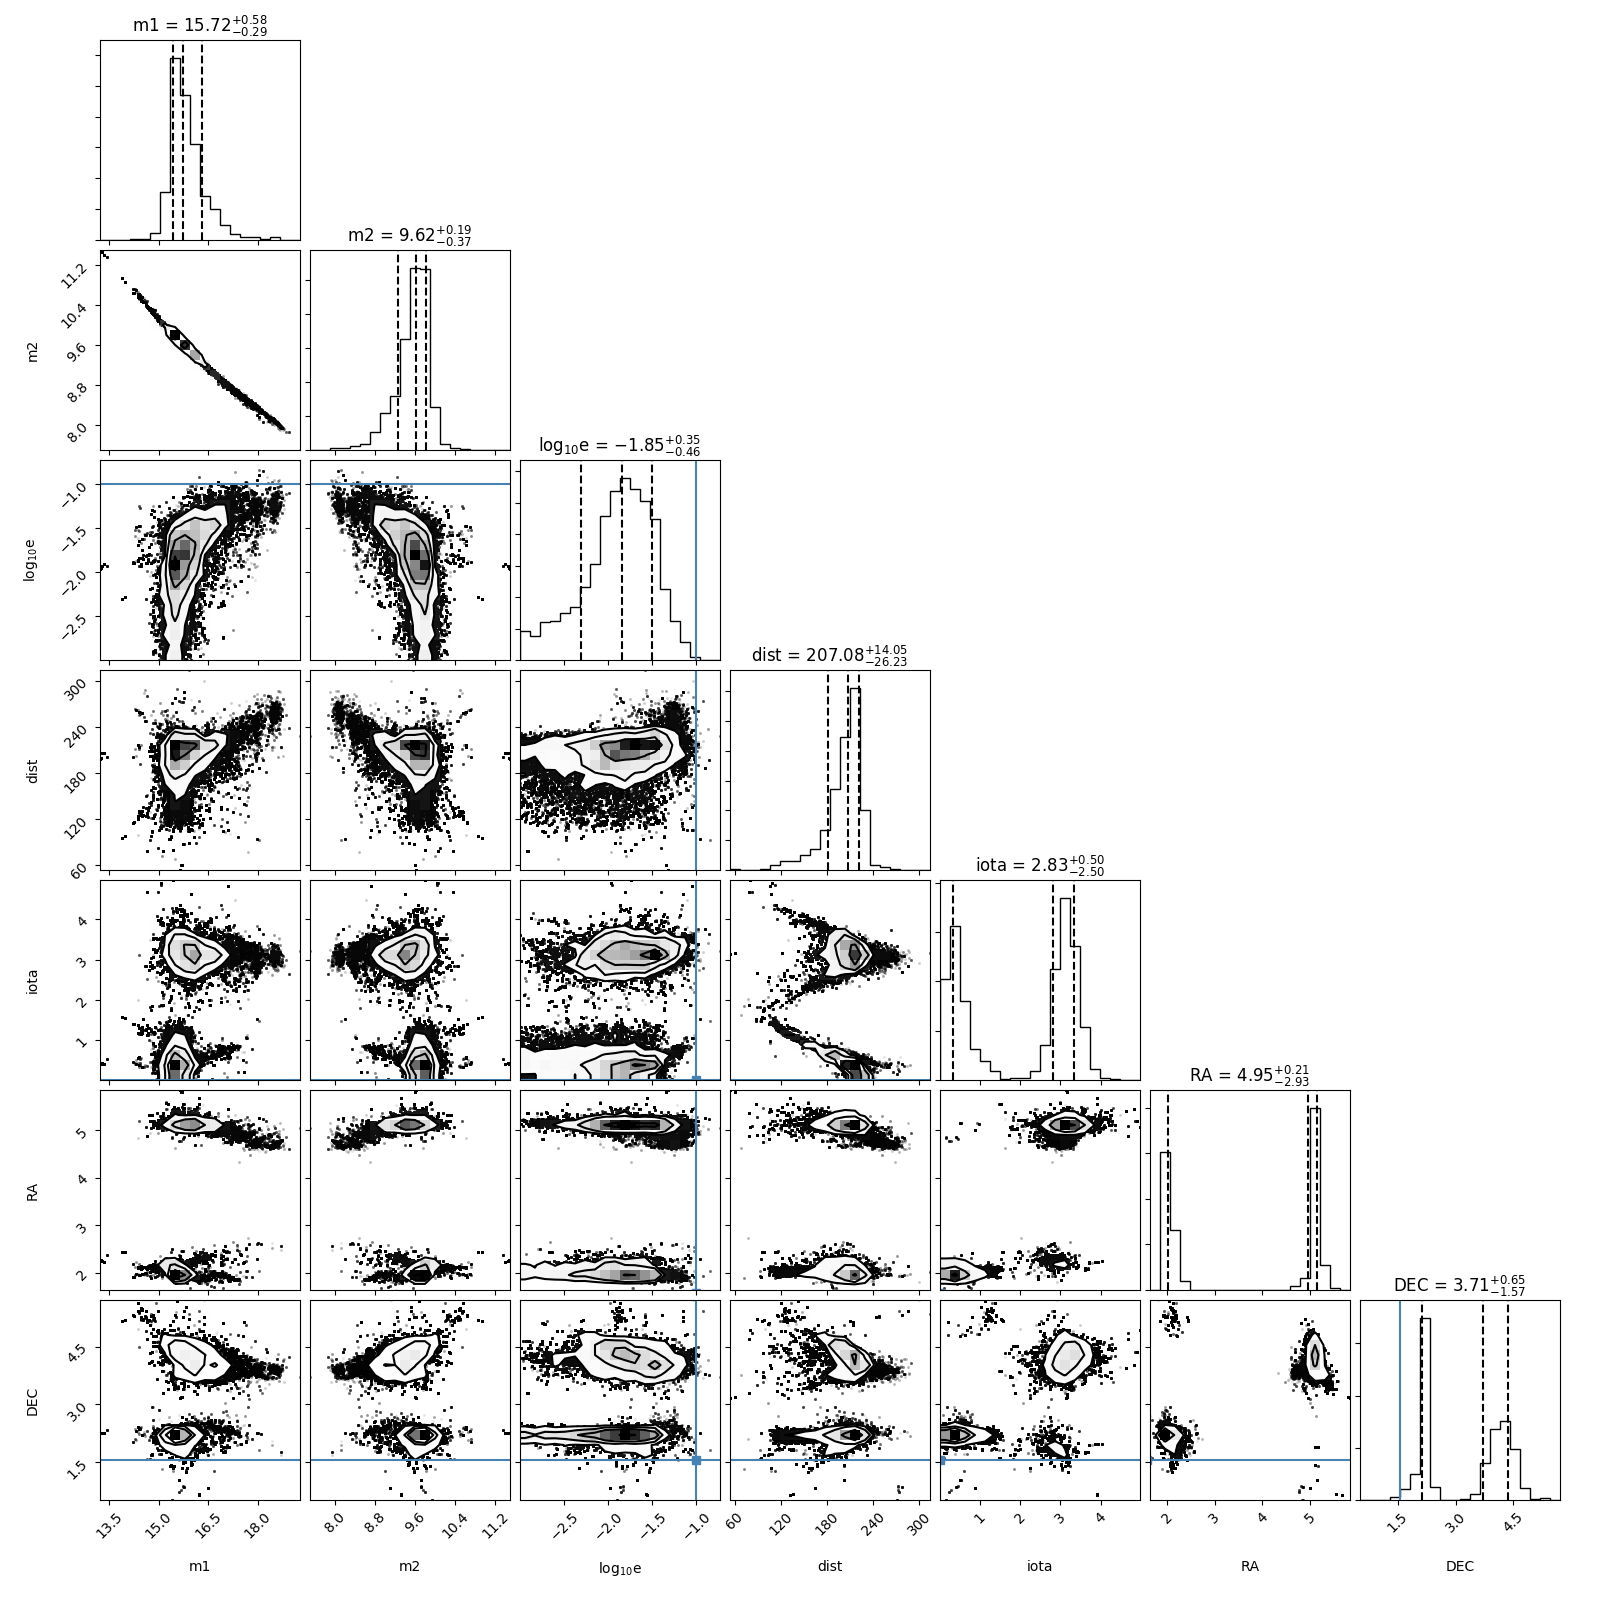 m1 = 15.72^{+0.58}_{−0.29}
m2 = 9.62^{+0.19}_{−0.37}
11.2
10.4
9.6
8.8
8.0
m2
log₁₀e = −1.85^{+0.35}_{−0.46}
−1.0
−1.5
−2.0
−2.5
log₁₀e
dist = 207.08^{+14.05}_{−26.23}
300
240
180
120
60
dist
iota = 2.83^{+0.50}_{−2.50}
4
3
2
1
iota
RA = 4.95^{+0.21}_{−2.93}
5
4
3
2
RA
DEC = 3.71^{+0.65}_{−1.57}
4.5
3.0
1.5
DEC
13.5 15.0 16.5 18.0 8.0 8.8 9.6 10.4 11.2 −2.5 −2.0 −1.5 −1.0 60 120 180 240 300 1 2 3 4 2 3 4 5 1.5 3.0 4.5
m1 m2 log₁₀e dist iota RA DEC